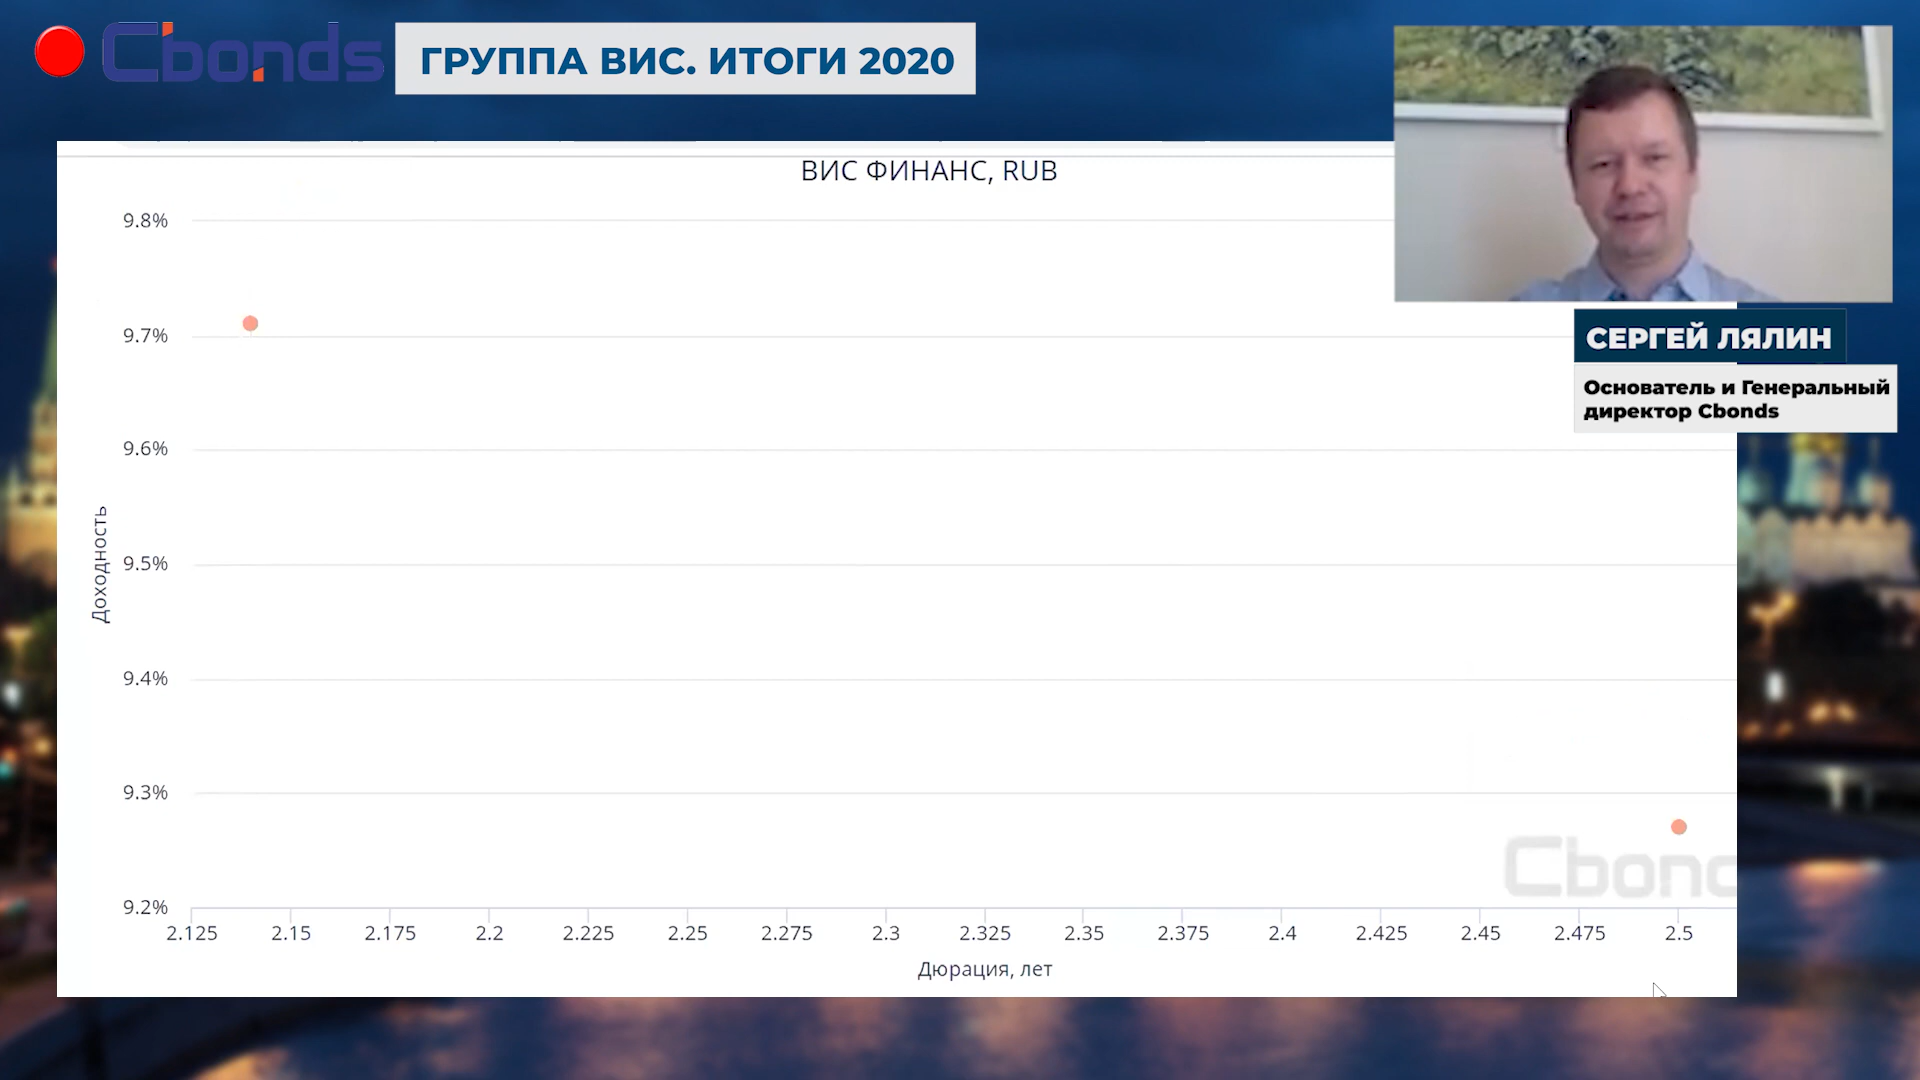 Cbonds
ГРУППА ВИС. ИТОГИ 2020
ВИС ФИНАНС, RUB
9.8%
9.7%
9.6%
9.5%
9.4%
9.3%
9.2%
Доходность
2.125 2.15 2.175 2.2 2.225 2.25 2.275 2.3 2.325 2.35 2.375 2.4 2.425 2.45 2.475 2.5
Дюрация, лет
Cbond
СЕРГЕЙ ЛЯЛИН
Основатель и Генеральный
директор Cbonds